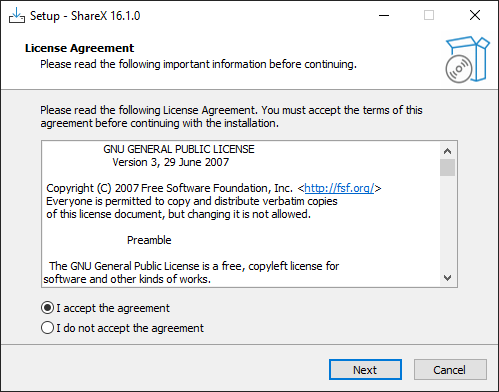 Setup - ShareX 16.1.0
License Agreement
Please read the following important information before continuing.
Please read the following License Agreement. You must accept the terms of this
agreement before continuing with the installation.
GNU GENERAL PUBLIC LICENSE
Version 3, 29 June 2007
Copyright (C) 2007 Free Software Foundation, Inc. <http://fsf.org/>
Everyone is permitted to copy and distribute verbatim copies
of this license document, but changing it is not allowed.
Preamble
The GNU General Public License is a free, copyleft license for
software and other kinds of works.
I accept the agreement
I do not accept the agreement
Next
Cancel